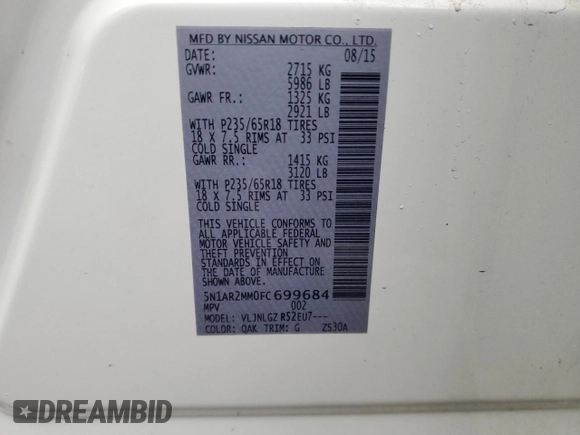 MFD BY NISSAN MOTOR CO., LTD.
DATE: 08/15
GVWR: 2715 KG
5986 LB
GAWR FR.: 1325 KG
2921 LB
WITH P235/65R18 TIRES
18 X 7.5 RIMS AT 33 PSI
COLD SINGLE
GAWR RR.: 1415 KG
3120 LB
WITH P235/65R18 TIRES
18 X 7.5 RIMS AT 33 PSI
COLD SINGLE
THIS VEHICLE CONFORMS TO
ALL APPLICABLE FEDERAL
MOTOR VEHICLE SAFETY AND
THEFT PREVENTION
STANDARDS IN EFFECT ON
THE DATE OF MANUFACTURE
SHOWN ABOVE.
5N1AR2MM0FC699684
MPV 002
MODEL: VLJNLGZ R52EU7---
COLOR: QAK TRIM: G ZS30A
DREAMBID